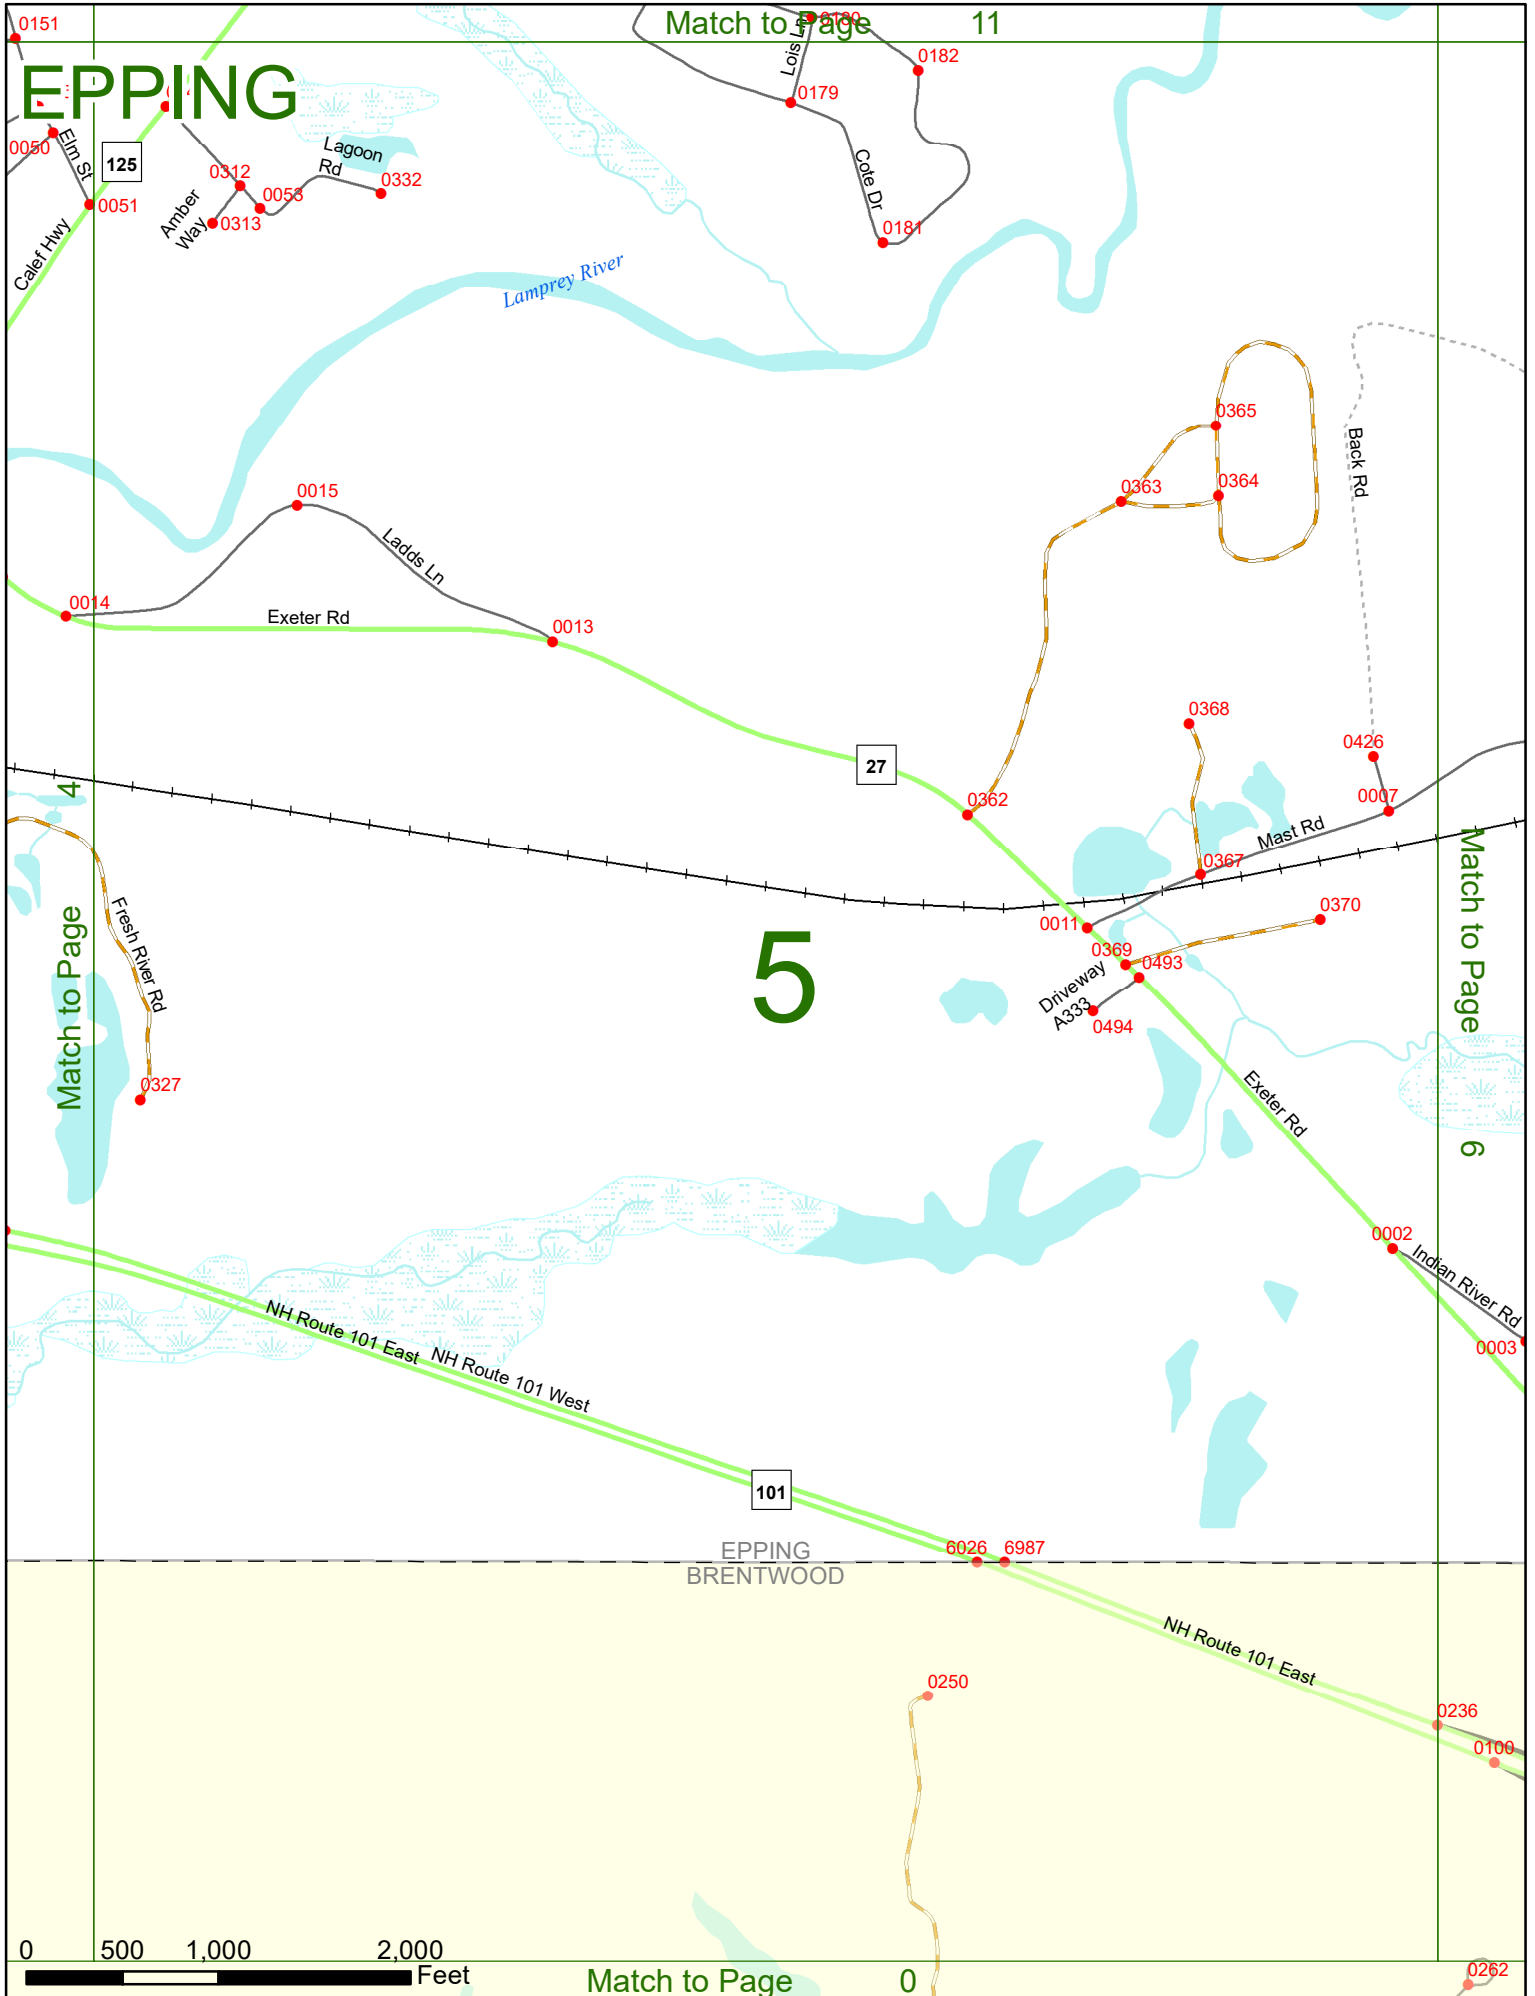 Match to Page 11
0151
0180
0182
EPPING
Lois Ln
0179
0050
Elm St
125
Lagoon
Rd
0312
0053
0332
Cote Dr
0051
Amber
Way
0313
0181
Calef Hwy
Lamprey River
0365
Back Rd
0363
0364
0015
Ladds Ln
0014
Exeter Rd
0013
0368
0426
27
4
0362
0007
Mast Rd
0367
Match to Page
6
Fresh River Rd
Match to Page
0370
0011
5
0369
0493
Driveway
A333
0494
0327
Exeter Rd
0002
Indian River Rd
0003
NH Route 101 East
NH Route 101 West
101
EPPING
6026
6987
BRENTWOOD
NH Route 101 East
0250
0236
0100
0 500 1,000 2,000
Feet
Match to Page 0
0262